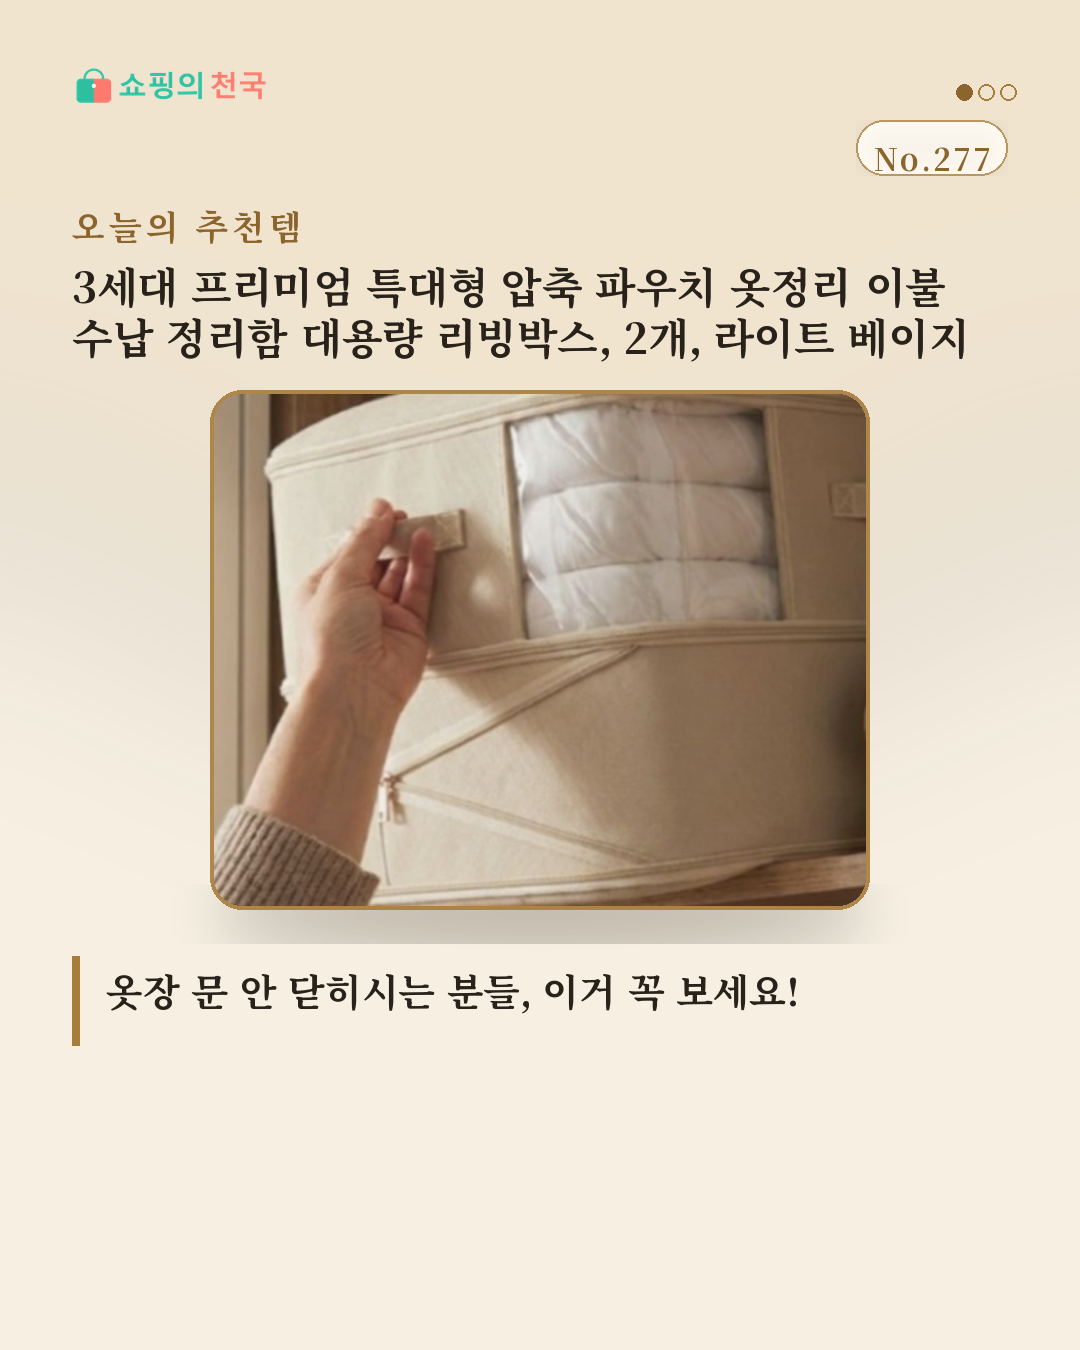 쇼핑의 천국
No.277
오늘의 추천템
3세대 프리미엄 특대형 압축 파우치 옷정리 이불
수납 정리함 대용량 리빙박스, 2개, 라이트 베이지
옷장 문 안 닫히시는 분들, 이거 꼭 보세요!